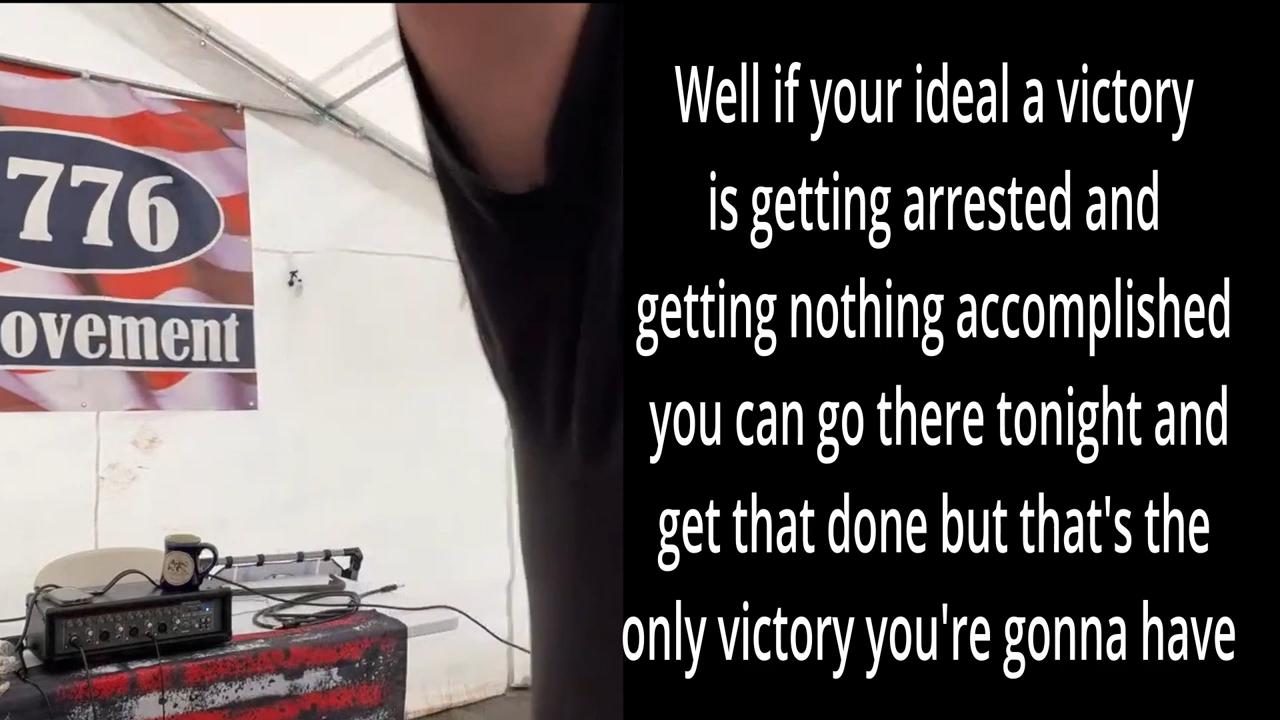 776
ovement
Well if your ideal a victory
is getting arrested and
getting nothing accomplished
you can go there tonight and
get that done but that's the
only victory you're gonna have